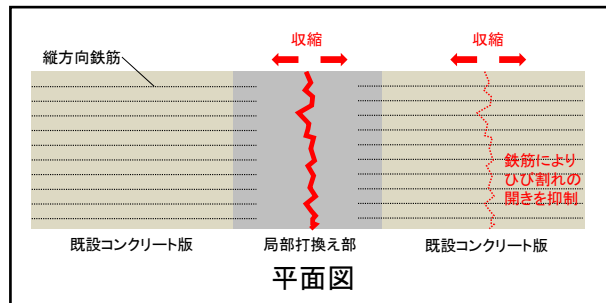 収縮
収縮
縦方向鉄筋
鉄筋により
ひび割れの
開きを抑制
既設コンクリート版
局部打換え部
既設コンクリート版
平面図